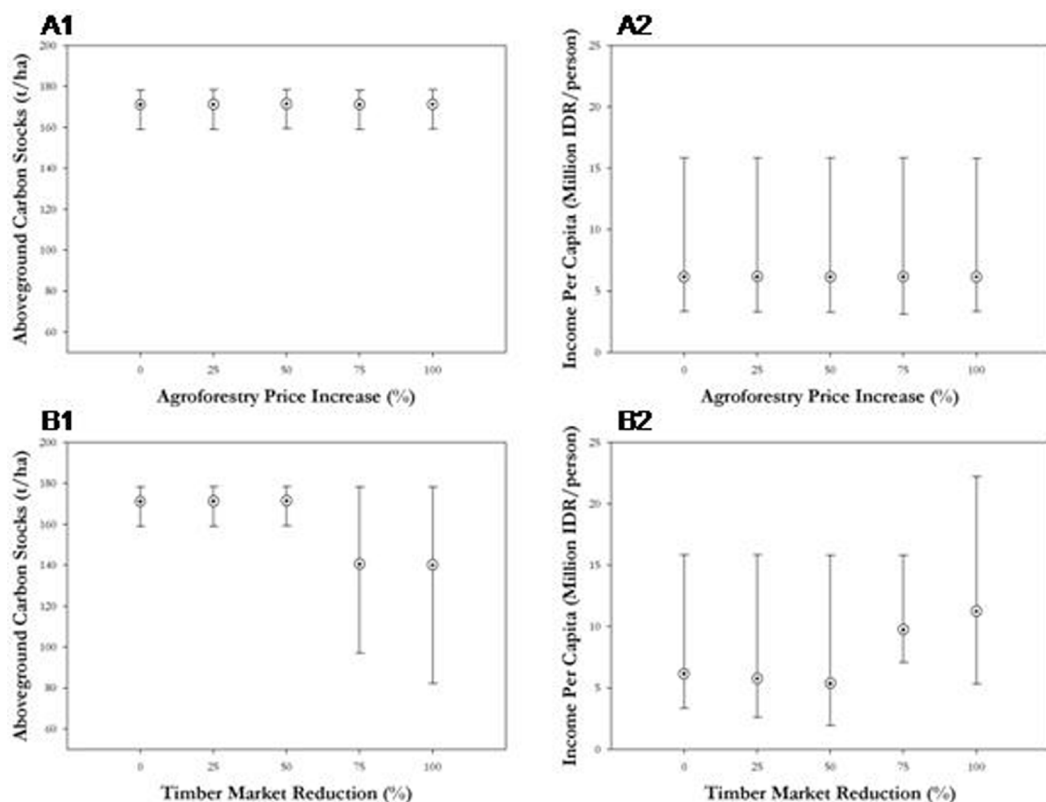 A1
Aboveground Carbon Stocks (t/ha)
200
180
160
140
120
100
80
60
0 25 50 75 100
Agroforestry Price Increase (%)
A2
Income Per Capita (Million IDR/person)
25
20
15
10
5
0
0 25 50 75 100
Agroforestry Price Increase (%)
B1
Aboveground Carbon Stocks (t/ha)
200
180
160
140
120
100
80
60
0 25 50 75 100
Timber Market Reduction (%)
B2
Income Per Capita (Million IDR/person)
25
20
15
10
5
0
0 25 50 75 100
Timber Market Reduction (%)